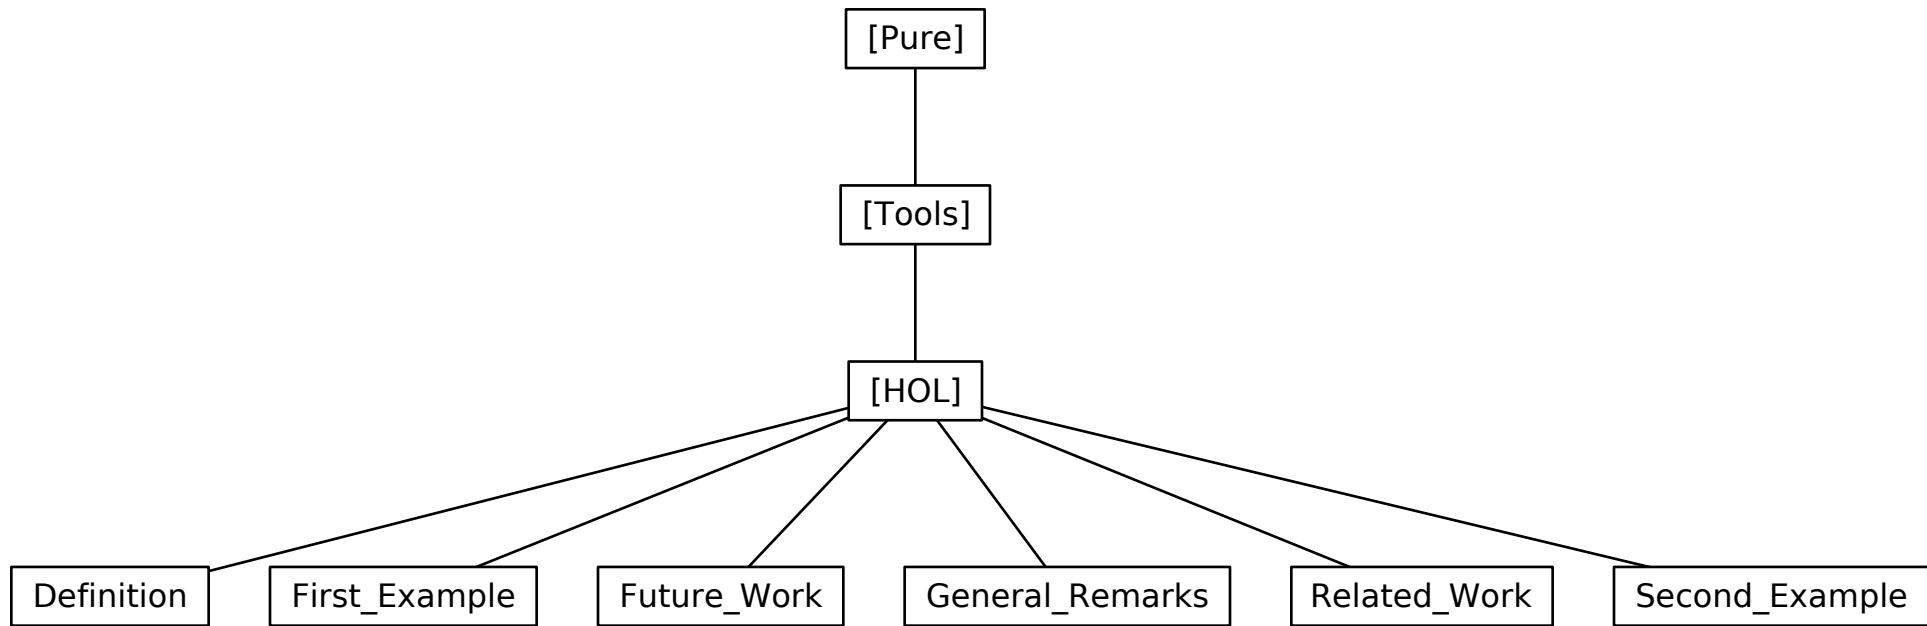 [Pure]
[Tools]
[HOL]
Definition
First_Example
Future_Work
General_Remarks
Related_Work
Second_Example